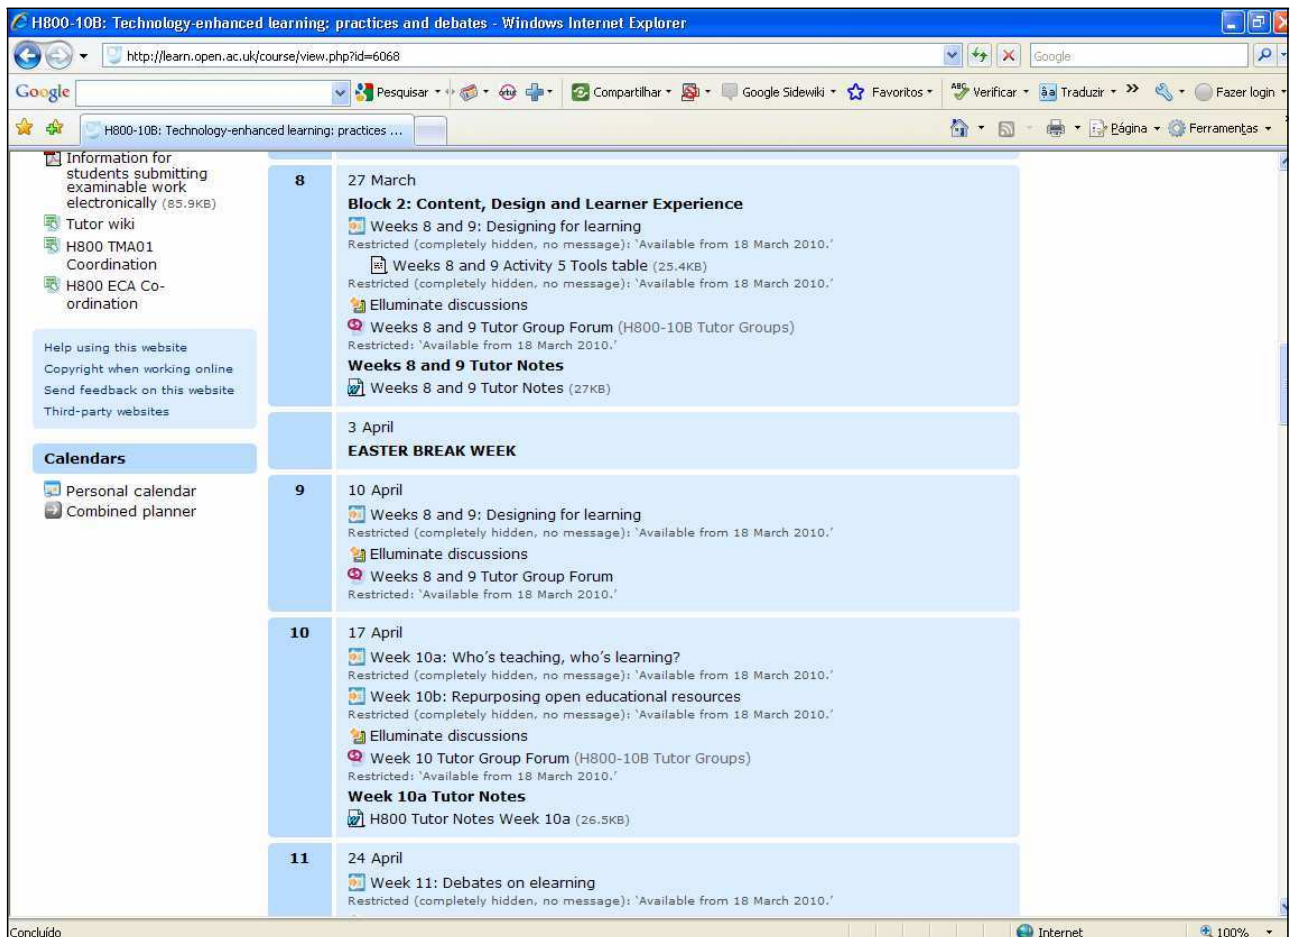 H800-10B: Technology-enhanced learning: practices and debates - Windows Internet Explorer
http://learn.open.ac.uk/course/view.php?id=6068
Google
Google
Pesquisar
Compartilhar
Google Sidewiki
Favoritos
Verificar
Traduzir
Fazer login
H800-10B: Technology-enhanced learning: practices ...
Página
Ferramentas
Information for
students submitting
examinable work
electronically (85.9KB)
Tutor wiki
H800 TMA01
Coordination
H800 ECA Co-
ordination
Help using this website
Copyright when working online
Send feedback on this website
Third-party websites
Calendars
Personal calendar
Combined planner
8
27 March
Block 2: Content, Design and Learner Experience
Weeks 8 and 9: Designing for learning
Restricted (completely hidden, no message): 'Available from 18 March 2010.'
Weeks 8 and 9 Activity 5 Tools table (25.4KB)
Restricted (completely hidden, no message): 'Available from 18 March 2010.'
Elluminate discussions
Weeks 8 and 9 Tutor Group Forum (H800-10B Tutor Groups)
Restricted: 'Available from 18 March 2010.'
Weeks 8 and 9 Tutor Notes
Weeks 8 and 9 Tutor Notes (27KB)
3 April
EASTER BREAK WEEK
9
10 April
Weeks 8 and 9: Designing for learning
Restricted (completely hidden, no message): 'Available from 18 March 2010.'
Elluminate discussions
Weeks 8 and 9 Tutor Group Forum
Restricted: 'Available from 18 March 2010.'
10
17 April
Week 10a: Who's teaching, who's learning?
Restricted (completely hidden, no message): 'Available from 18 March 2010.'
Week 10b: Repurposing open educational resources
Restricted (completely hidden, no message): 'Available from 18 March 2010.'
Elluminate discussions
Week 10 Tutor Group Forum (H800-10B Tutor Groups)
Restricted: 'Available from 18 March 2010.'
Week 10a Tutor Notes
H800 Tutor Notes Week 10a (26.5KB)
11
24 April
Week 11: Debates on elearning
Restricted (completely hidden, no message): 'Available from 18 March 2010.'
Concluído
Internet
100%